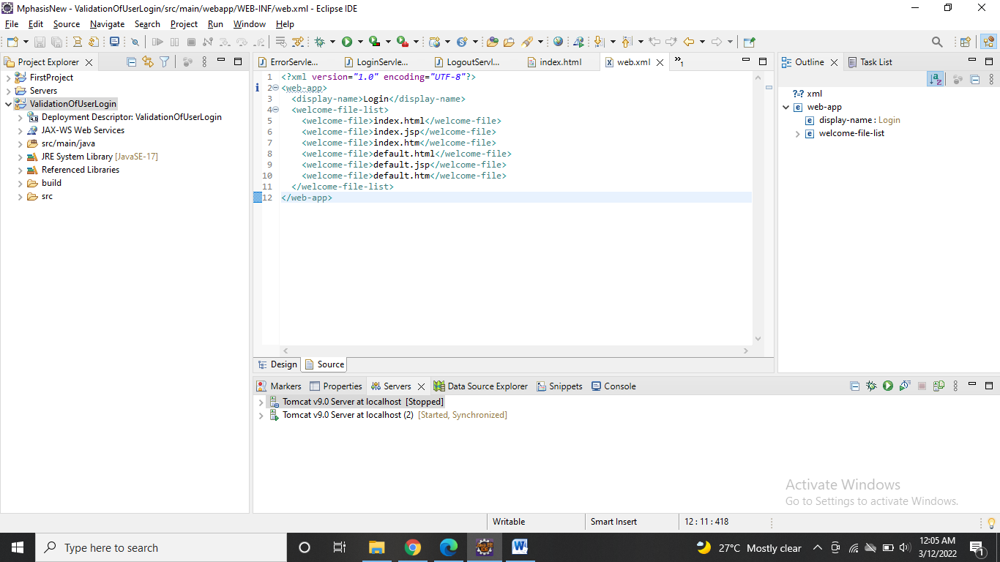 MphasisNew - ValidationOfUserLogin/src/main/webapp/WEB-INF/web.xml - Eclipse IDE
File Edit Source Navigate Search Project Run Window Help
Project Explorer
FirstProject
Servers
ValidationOfUserLogin
Deployment Descriptor: ValidationOfUserLogin
JAX-WS Web Services
src/main/java
JRE System Library [JavaSE-17]
Referenced Libraries
build
src
ErrorServle... LoginServle... LogoutServl... index.html web.xml »1
1 <?xml version="1.0" encoding="UTF-8"?>
2 <web-app>
3 <display-name>Login</display-name>
4 <welcome-file-list>
5 <welcome-file>index.html</welcome-file>
6 <welcome-file>index.jsp</welcome-file>
7 <welcome-file>index.htm</welcome-file>
8 <welcome-file>default.html</welcome-file>
9 <welcome-file>default.jsp</welcome-file>
10 <welcome-file>default.htm</welcome-file>
11 </welcome-file-list>
12 </web-app>
Design Source
Outline Task List
?=? xml
web-app
display-name : Login
welcome-file-list
Markers Properties Servers Data Source Explorer Snippets Console
Tomcat v9.0 Server at localhost [Stopped]
Tomcat v9.0 Server at localhost (2) [Started, Synchronized]
Activate Windows
Go to Settings to activate Windows.
Writable Smart Insert 12 : 11 : 418
Type here to search
27°C Mostly clear
12:05 AM
3/12/2022
1